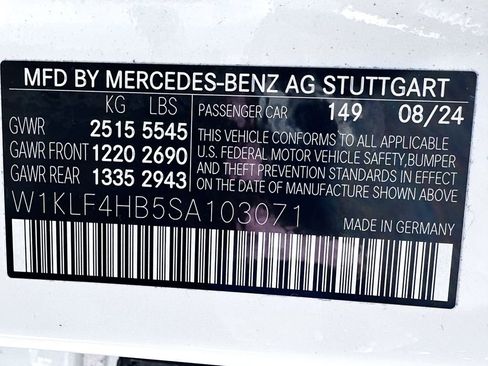 MFD BY MERCEDES-BENZ AG STUTTGART
KG LBS
GVWR 2515 5545
GAWR FRONT 1220 2690
GAWR REAR 1335 2943
PASSENGER CAR 149 08/24
THIS VEHICLE CONFORMS TO ALL APPLICABLE
U.S. FEDERAL MOTOR VEHICLE SAFETY, BUMPER
AND THEFT PREVENTION STANDARDS IN EFFECT ON
THE DATE OF MANUFACTURE SHOWN ABOVE
W1KLF4HB5SA103071
MADE IN GERMANY